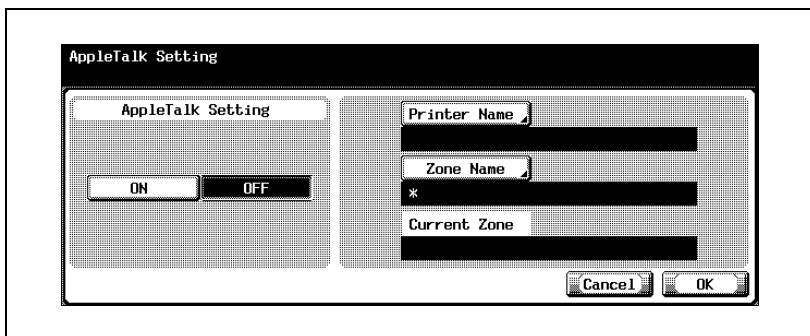 AppleTalk Setting
AppleTalk Setting
ON OFF
Printer Name
Zone Name
*
Current Zone
Cancel OK